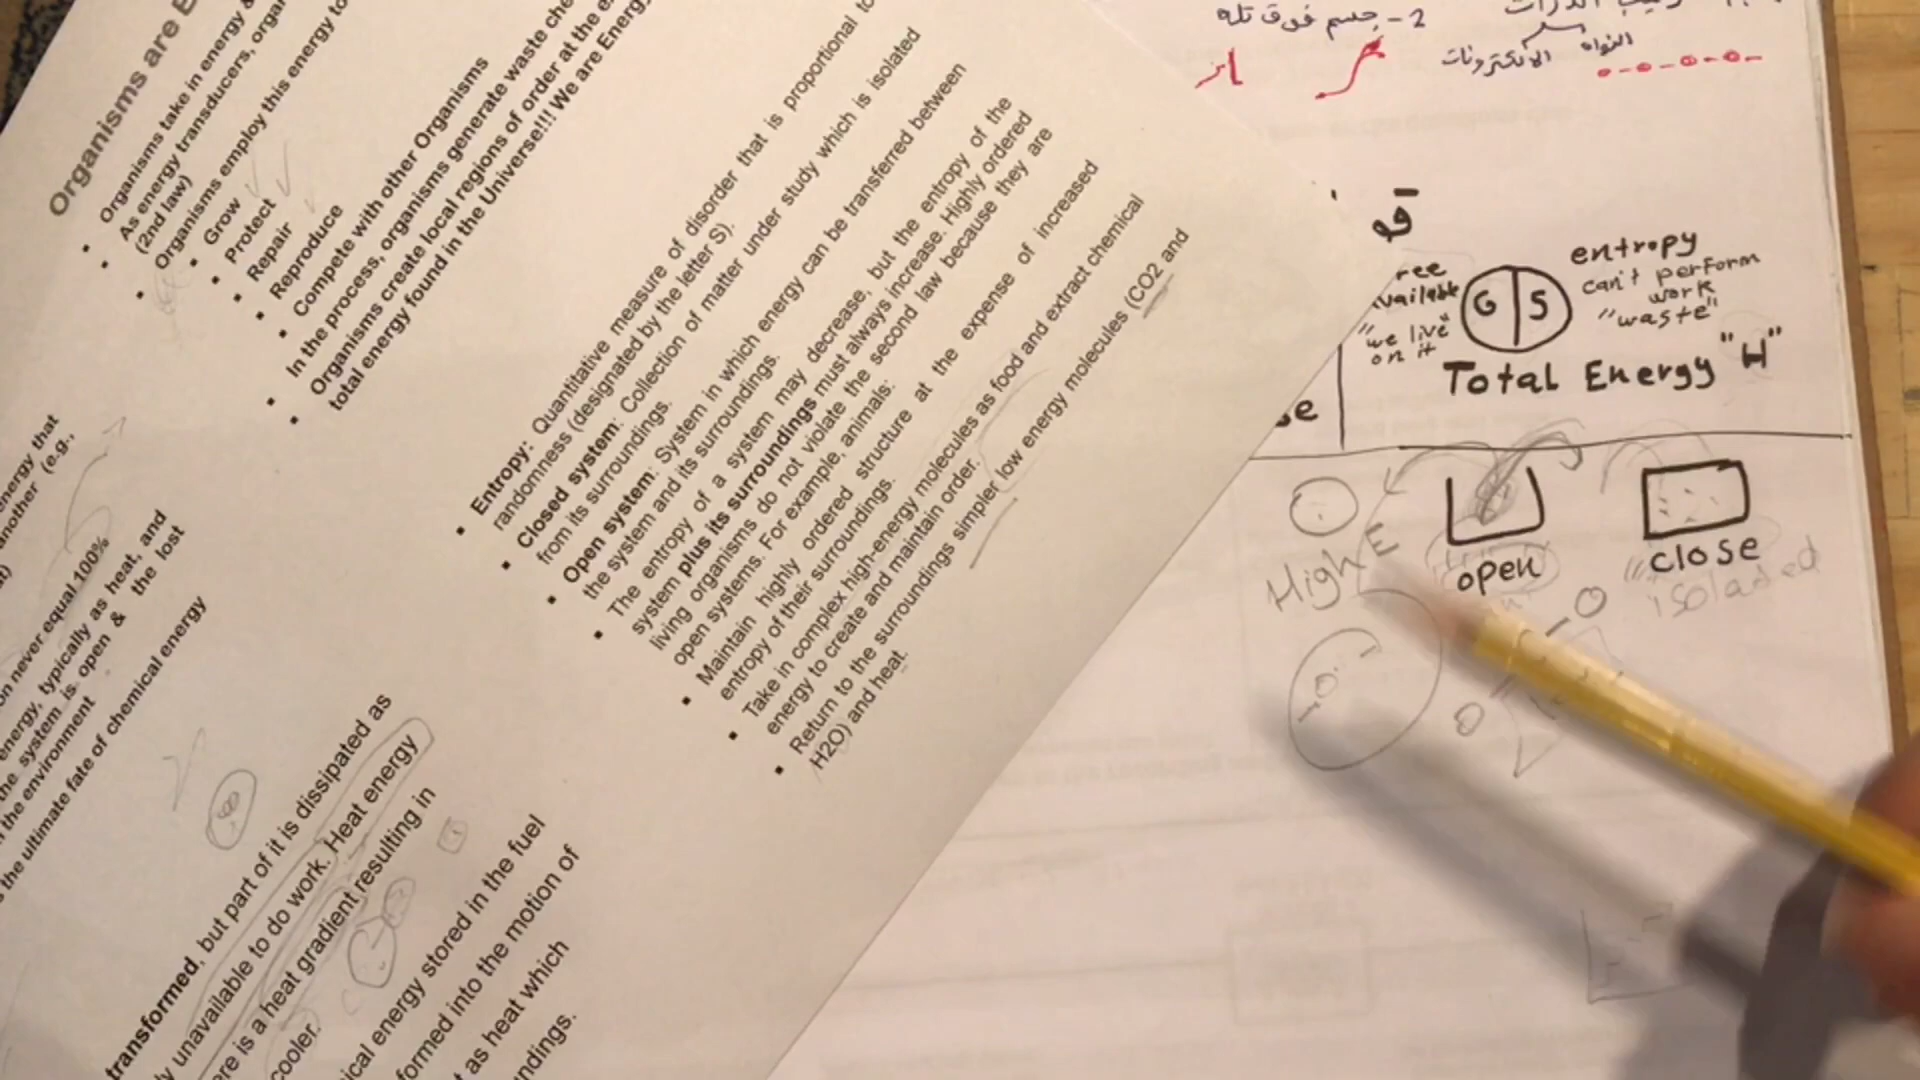 Organisms are E
Organisms take in energy &
As energy transducers, organ
(2nd law)
Organisms employ this energy to
Grow
Protect
Repair
Reproduce
Compete with other Organisms
In the process, organisms generate waste che
Organisms create local regions of order at the e
total energy found in the Universe!!! We are Energ
Entropy: Quantitative measure of disorder that is proportional to
randomness (designated by the letter S).
Closed system: Collection of matter under study which is isolated
from its surroundings.
Open system: System in which energy can be transferred between
the system and its surroundings.
The entropy of a system may decrease, but the entropy of the
system plus its surroundings must always increase. Highly ordered
living organisms do not violate the second law because they are
open systems. For example, animals:
Maintain highly ordered structure at the expense of increased
entropy of their surroundings.
Take in complex high-energy molecules as food and extract chemical
energy to create and maintain order.
Return to the surroundings simpler low energy molecules (CO2 and
H2O) and heat.
energy that
another (e.g.,
on never equal 100%
energy, typically as heat, and
the system is open & the lost
the environment
the ultimate fate of chemical energy
transformed, but part of it is dissipated as
ly unavailable to do work. Heat energy
ere is a heat gradient resulting in
cooler.
ical energy stored in the fuel
formed into the motion of
t as heat which
ndings.
2- جسم فوق تله
النواه الالكترونات
ree
available
"we live"
on it
G S
entropy
can't perform
work
"waste"
Total Energy "H"
se
High E
open
close
isolated